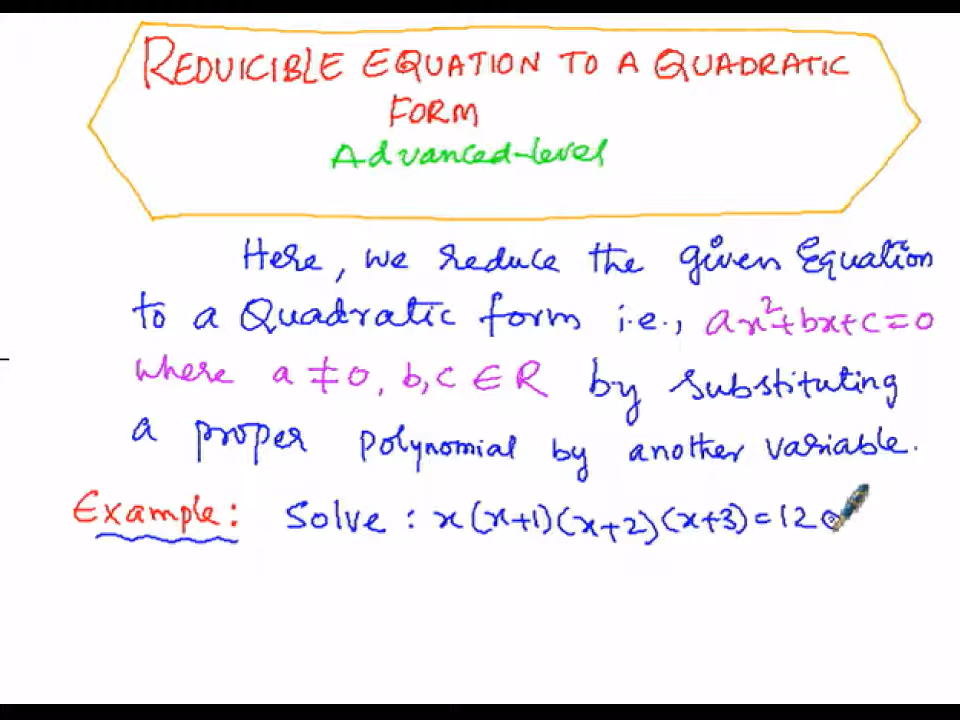 REDUICIBLE EQUATION TO A QUADRATIC
FORM
Advanced-level
Here, we reduce the given Equation
to a Quadratic form i.e., ax²+bx+c=0
where a ≠0, b,c ∈ R by substituting
a proper polynomial by another variable.
Example: Solve : x(x+1)(x+2)(x+3)=120